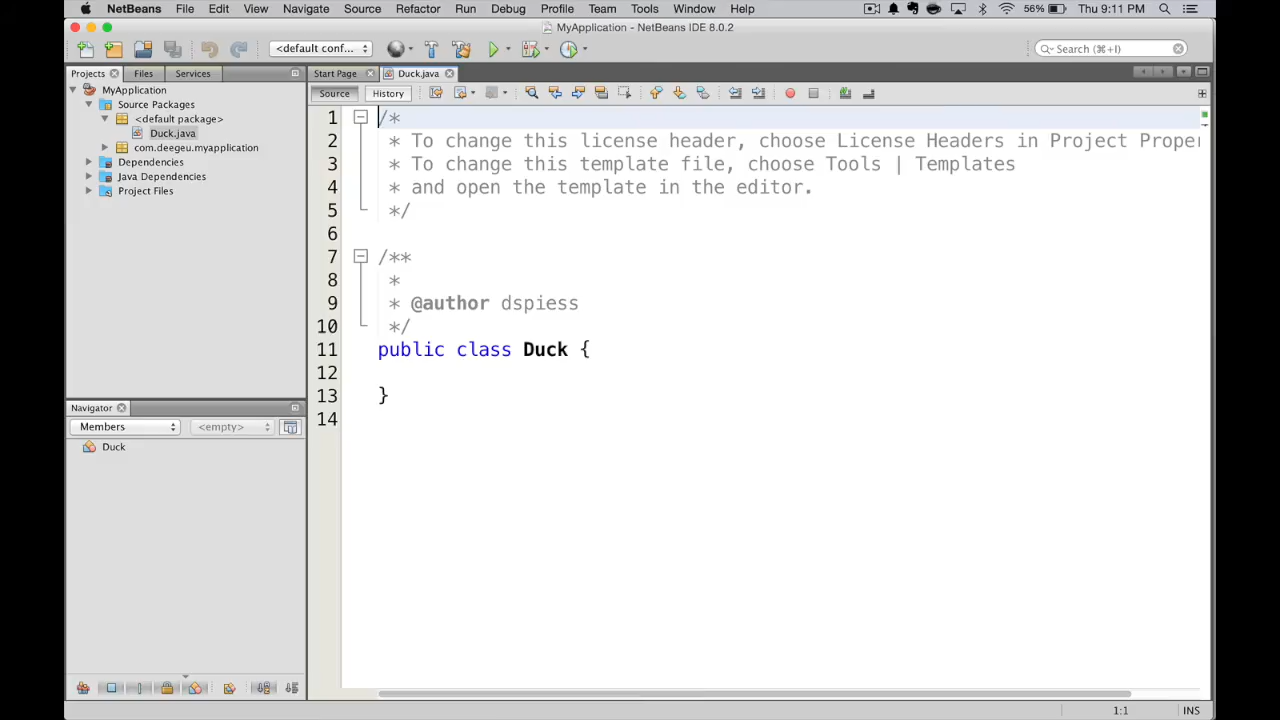 NetBeans File Edit View Navigate Source Refactor Run Debug Profile Team Tools Window Help 56% Thu 9:11 PM
MyApplication - NetBeans IDE 8.0.2
<default conf... Search (⌘+I)
Projects Files Services Start Page Duck.java
Source History
MyApplication
Source Packages
<default package>
Duck.java
com.deegeu.myapplication
Dependencies
Java Dependencies
Project Files
1 /*
2 * To change this license header, choose License Headers in Project Proper
3 * To change this template file, choose Tools | Templates
4 * and open the template in the editor.
5 */
6
7 /**
8 *
9 * @author dspiess
10 */
11 public class Duck {
12
13 }
14
Navigator
Members <empty>
Duck
1:1 INS